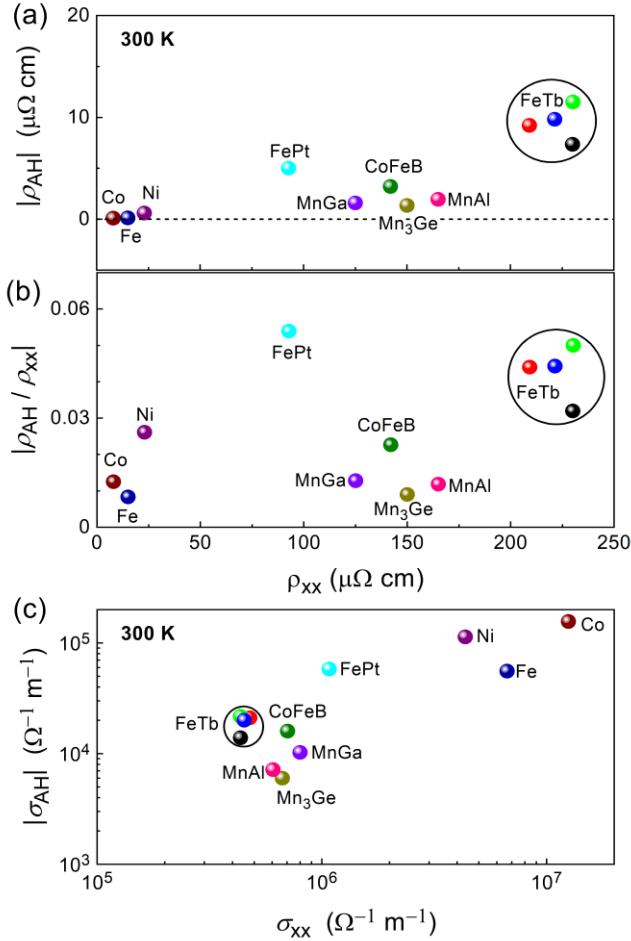 (a)
300 K
20
10
0
|ρAH| (μΩ cm)
Co
Fe
Ni
FePt
MnGa
CoFeB
Mn3Ge
MnAl
FeTb
(b)
0.06
0.03
0
|ρAH / ρxx|
Co
Fe
Ni
FePt
MnGa
CoFeB
Mn3Ge
MnAl
FeTb
0 50 100 150 200 250
ρxx (μΩ cm)
(c)
300 K
10^5
10^4
10^3
|σAH| (Ω−1 m−1)
Ni
Co
FePt
Fe
FeTb
CoFeB
MnGa
MnAl
Mn3Ge
10^5 10^6 10^7
σxx (Ω−1 m−1)